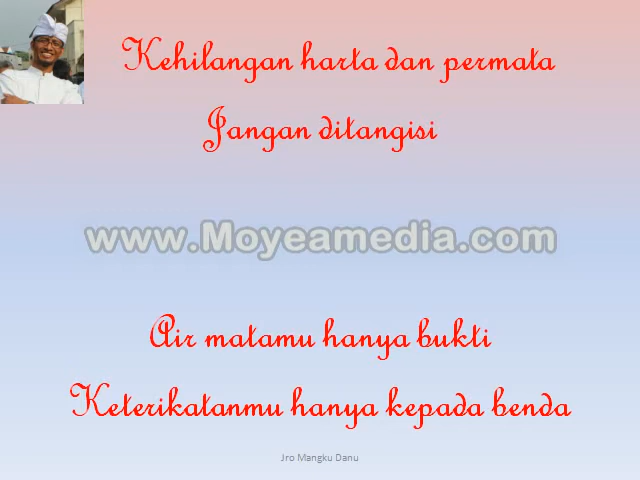 Kehilangan harta dan permata
Jangan ditangisi
www.Moyeamedia.com
Air matamu hanya bukti
Keterikatanmu hanya kepada benda
Jro Mangku Danu